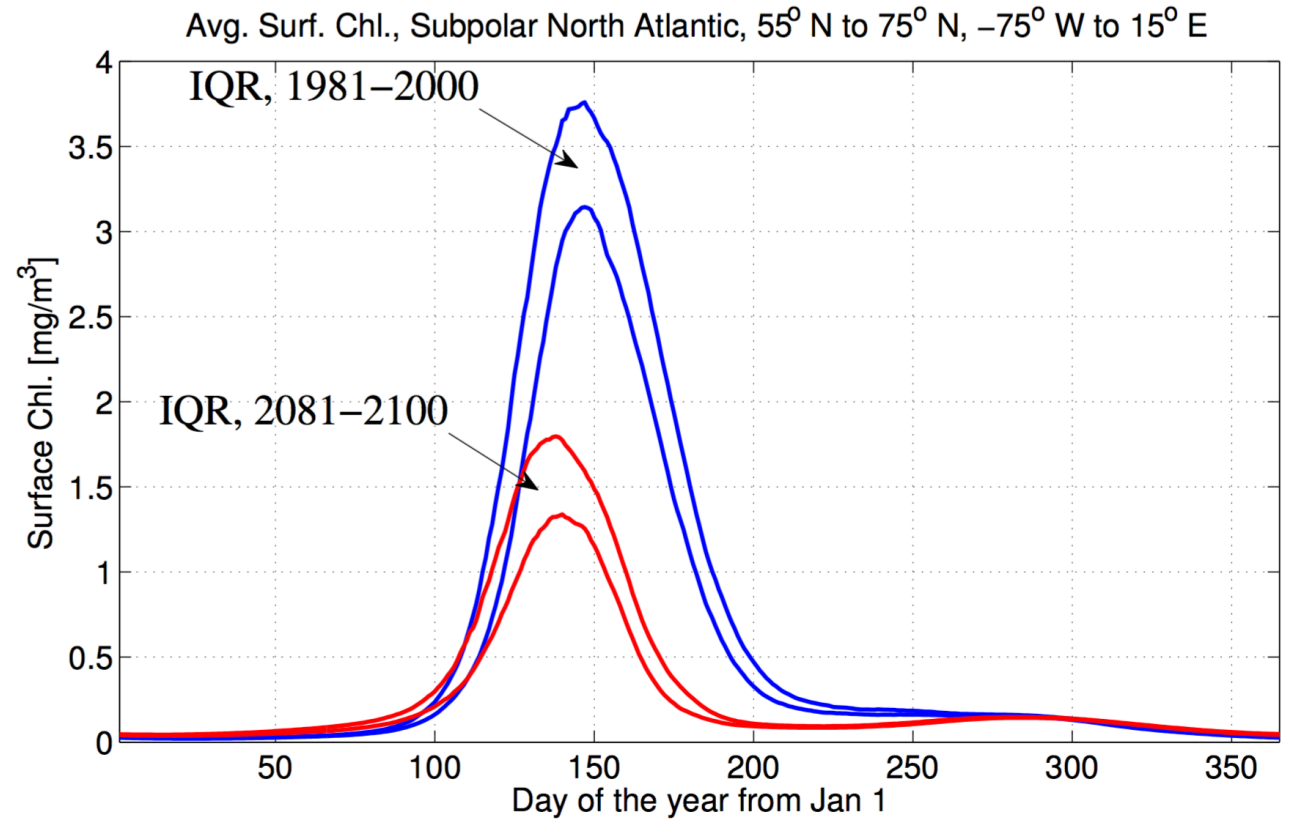 Avg. Surf. Chl., Subpolar North Atlantic, 55° N to 75° N, −75° W to 15° E
4
IQR, 1981−2000
3.5
3
2.5
Surface Chl. [mg/m³]
2
IQR, 2081−2100
1.5
1
0.5
0
50 100 150 200 250 300 350
Day of the year from Jan 1